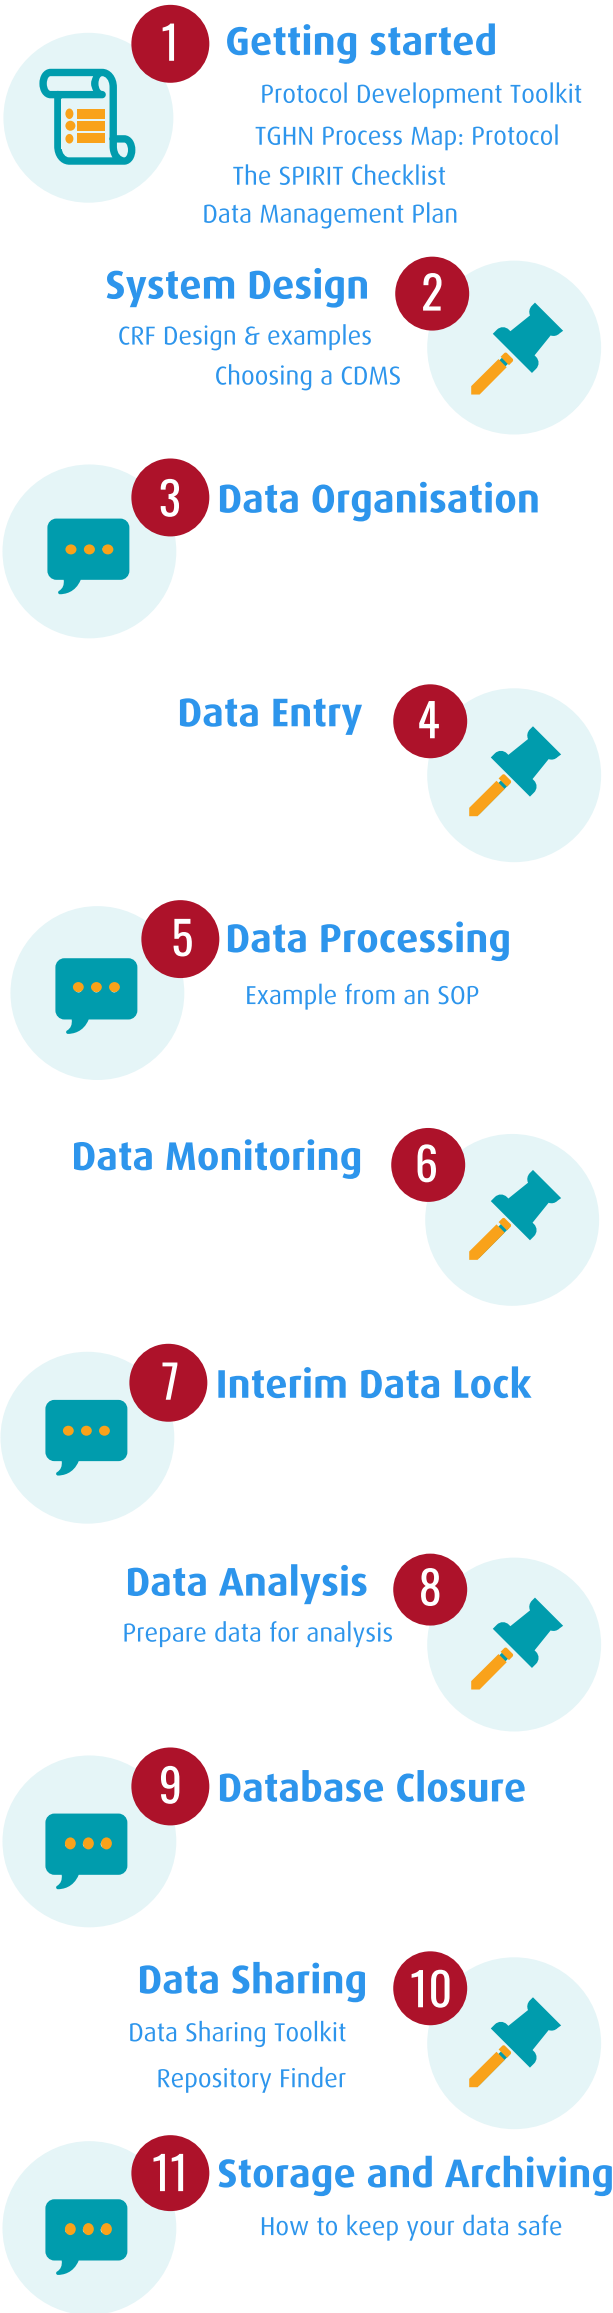 1
Getting started
Protocol Development Toolkit
TGHN Process Map: Protocol
The SPIRIT Checklist
Data Management Plan
System Design
2
CRF Design & examples
Choosing a CDMS
3
Data Organisation
Data Entry
4
5
Data Processing
Example from an SOP
Data Monitoring
6
7
Interim Data Lock
Data Analysis
8
Prepare data for analysis
9
Database Closure
Data Sharing
10
Data Sharing Toolkit
Repository Finder
11
Storage and Archiving
How to keep your data safe